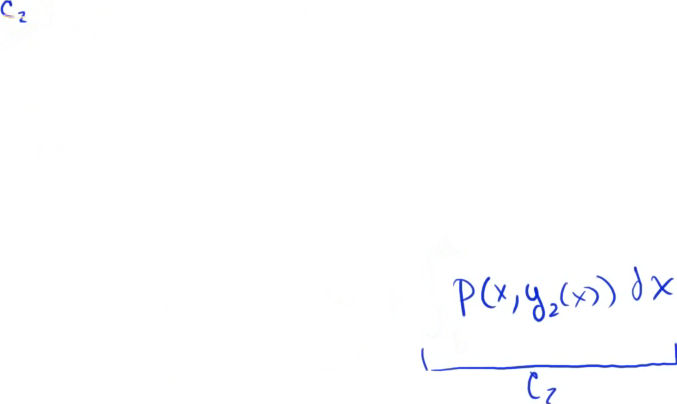 C₂
P(x, y₂(x)) dx
C₂